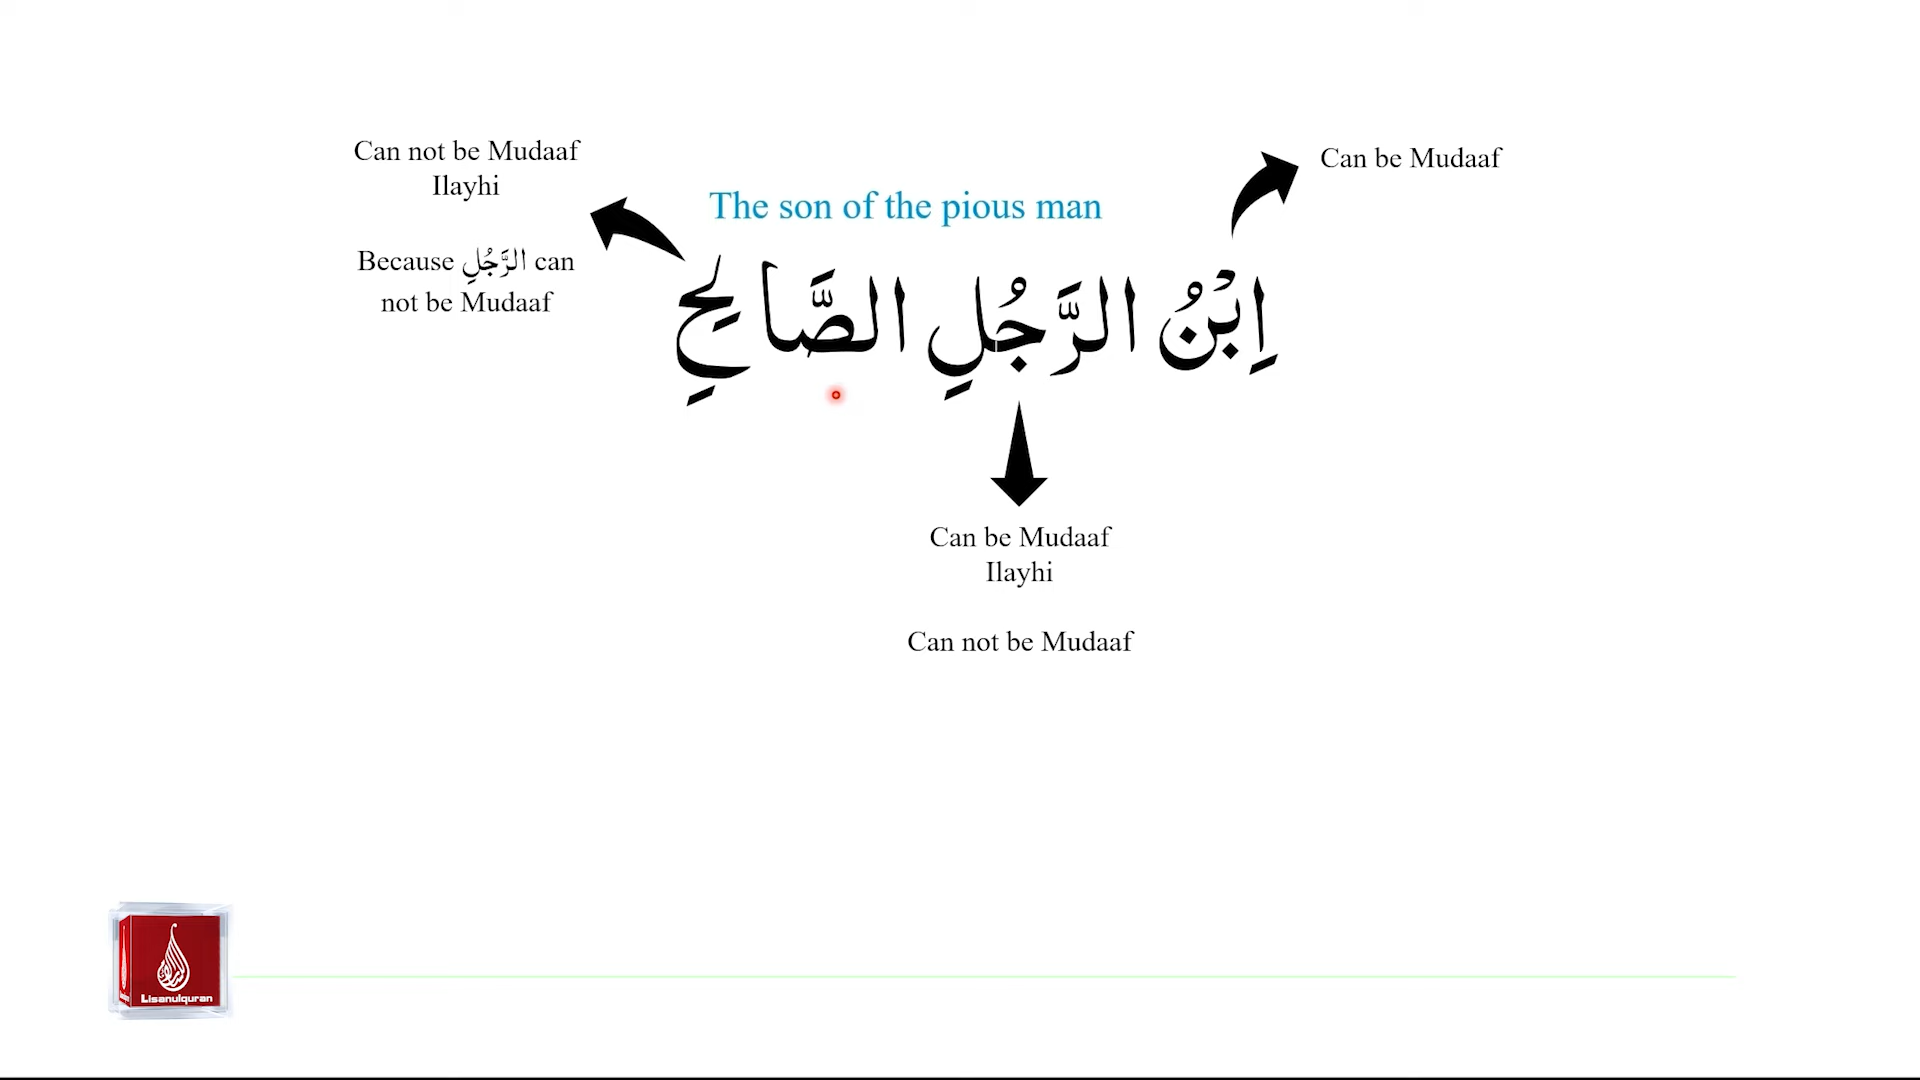 Can not be Mudaaf
Ilayhi
Because الرَّجُلِ can
not be Mudaaf
The son of the pious man
Can be Mudaaf
اِبْنُ الرَّجُلِ الصَّالِحِ
Can be Mudaaf
Ilayhi
Can not be Mudaaf
Lisanulquran